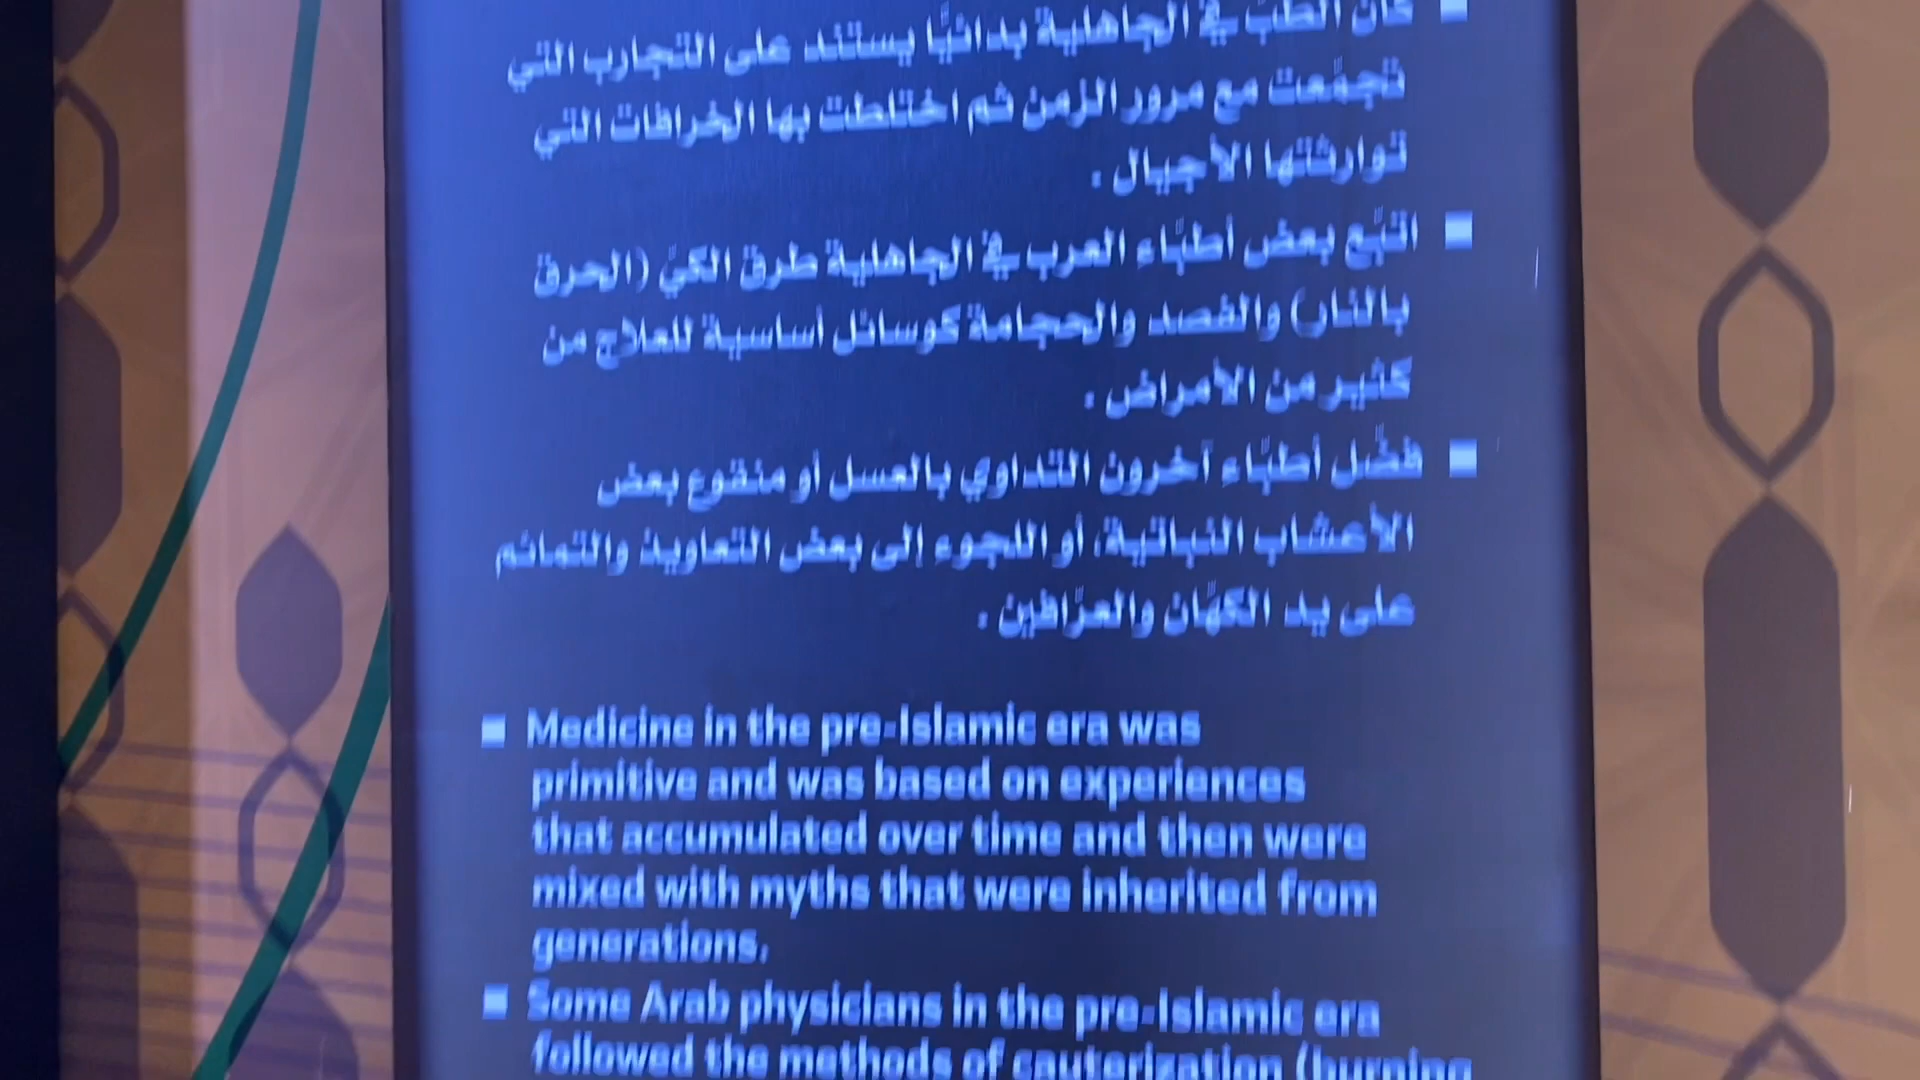 كان الطب في الجاهلية بدائيًا يستند على التجارب التي
تجمّعت مع مرور الزمن ثم اختلطت بها الخرافات التي
توارثتها الأجيال .
اتّبع بعض أطبّاء العرب في الجاهلية طرق الكيّ (الحرق
بالنار) والفصد والحجامة كوسائل أساسية للعلاج من
كثير من الأمراض .
فضّل أطبّاء آخرون التداوي بالعسل أو منقوع بعض
الأعشاب النباتية، أو اللجوء إلى بعض التعاويذ والتمائم
على يد الكهّان والعرّافين .
Medicine in the pre-Islamic era was
primitive and was based on experiences
that accumulated over time and then were
mixed with myths that were inherited from
generations.
Some Arab physicians in the pre-Islamic era
followed the methods of cauterization (burning